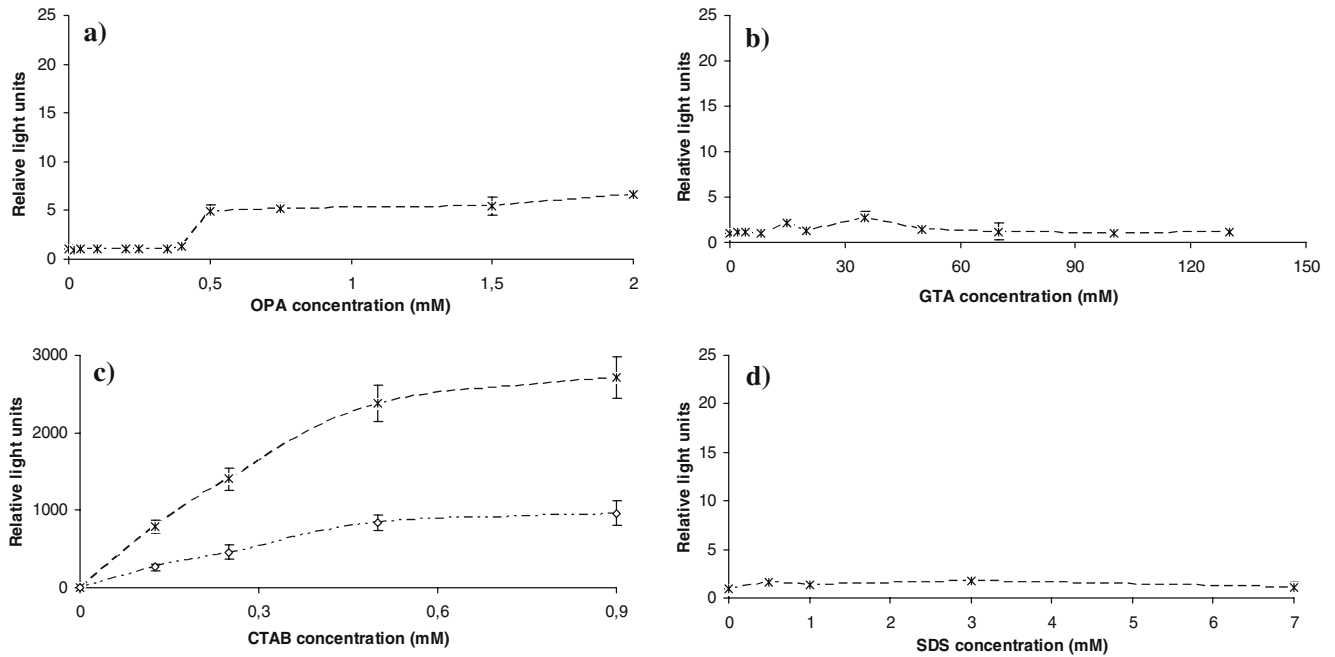 a)
25
20
15
10
5
0
Relaive light units
0 0,5 1 1,5 2
OPA concentration (mM)
b)
25
20
15
10
5
0
Relative light units
0 30 60 90 120 150
GTA concentration (mM)
c)
3000
2000
1000
0
Relative light units
0 0,3 0,6 0,9
CTAB concentration (mM)
d)
25
20
15
10
5
0
Relative light units
0 1 2 3 4 5 6 7
SDS concentration (mM)